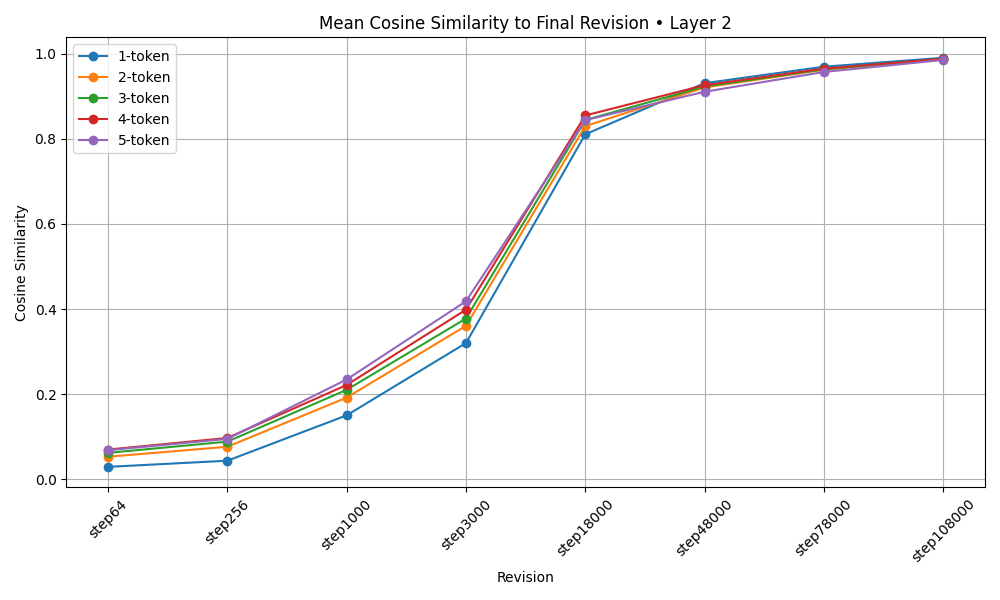 Mean Cosine Similarity to Final Revision • Layer 2
1-token
2-token
3-token
4-token
5-token
Cosine Similarity
1.0
0.8
0.6
0.4
0.2
0.0
step64
step256
step1000
step3000
step18000
step48000
step78000
step108000
Revision